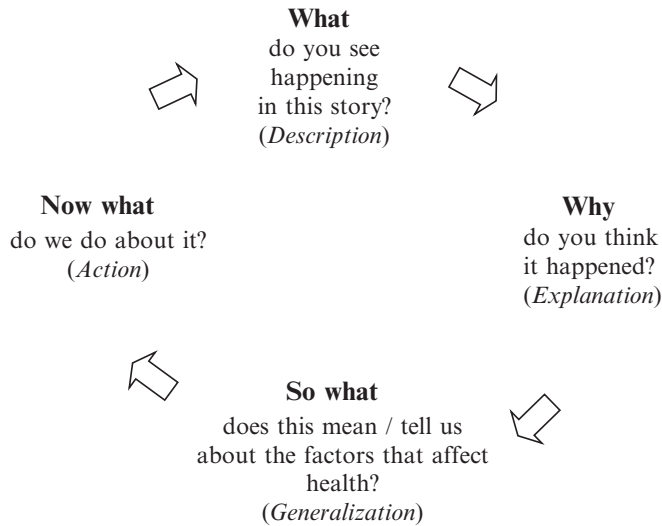 What
do you see
happening
in this story?
(Description)
Why
do you think
it happened?
(Explanation)
So what
does this mean / tell us
about the factors that affect
health?
(Generalization)
Now what
do we do about it?
(Action)